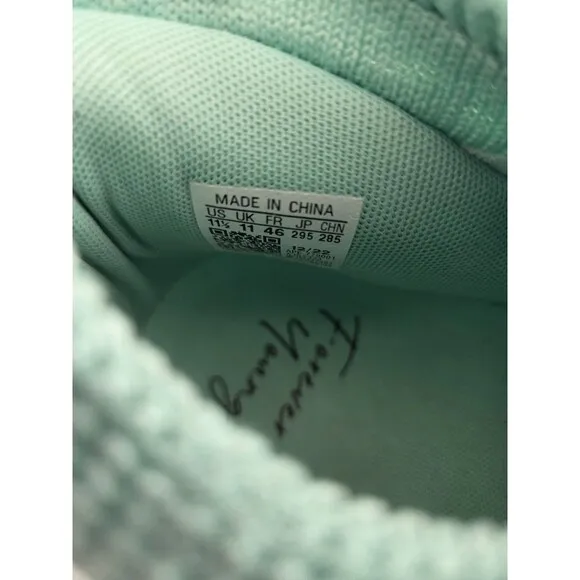 MADE IN CHINA
US UK FR JP CHN
11½ 11 46 295 285
12/22
Forever
Young